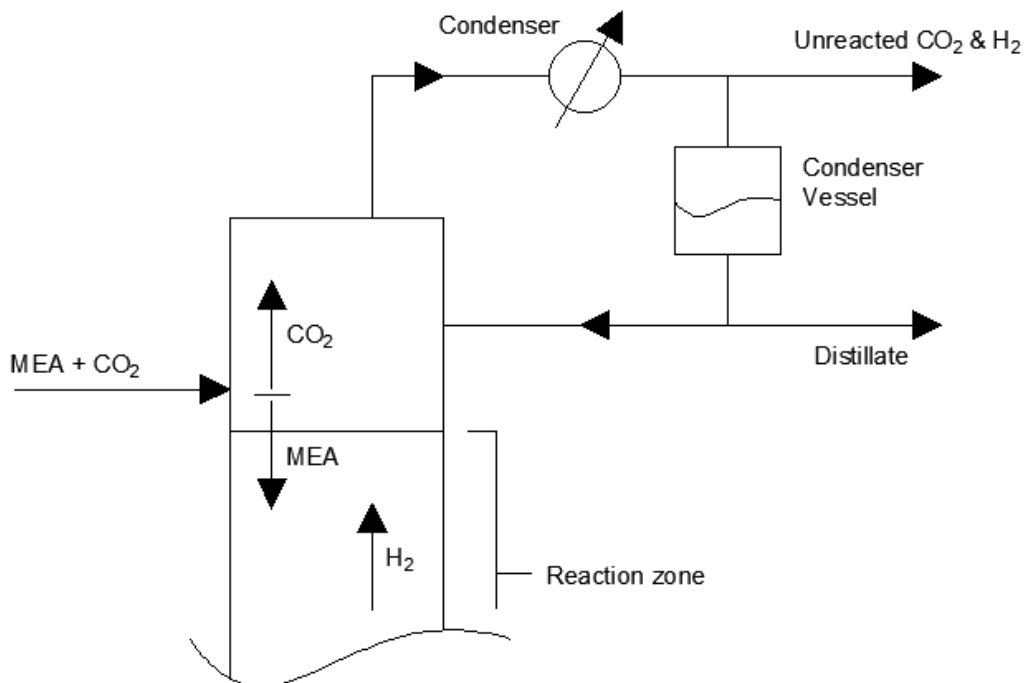 Condenser
Unreacted CO₂ & H₂
Condenser
Vessel
CO₂
MEA + CO₂
Distillate
MEA
H₂
Reaction zone